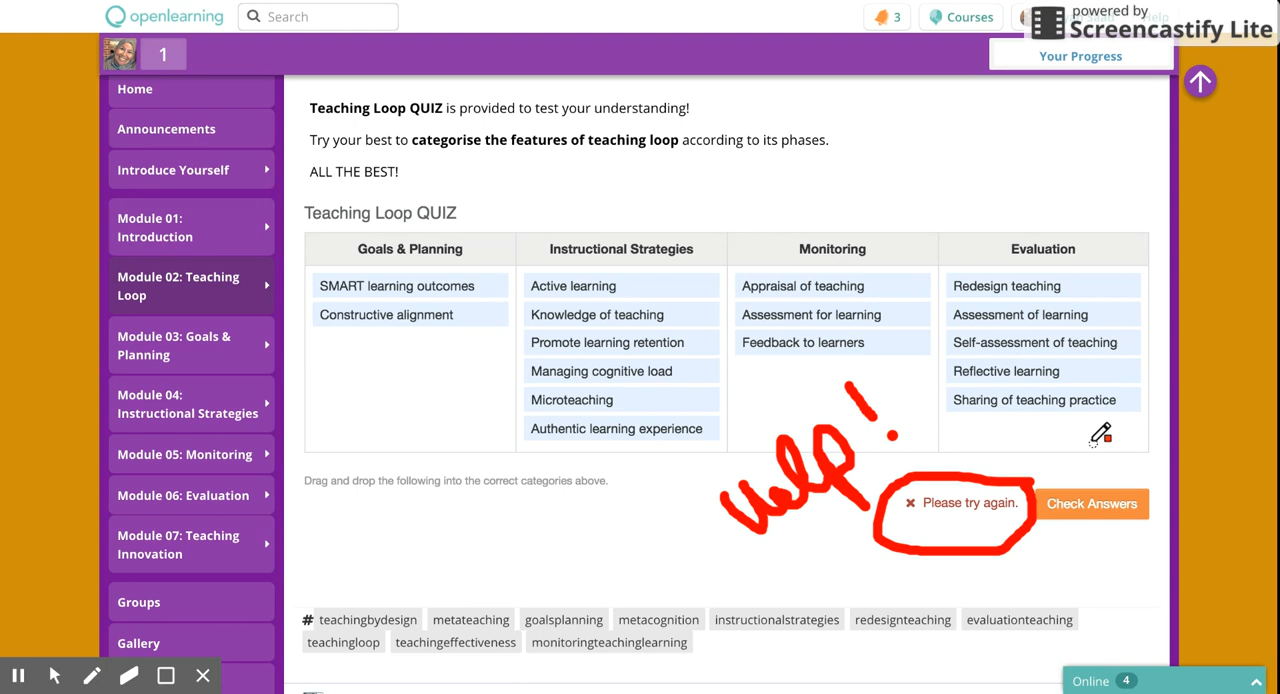 openlearning
Search
3
Courses
Help
powered by
Screencastify Lite
1
Your Progress
Home
Announcements
Introduce Yourself
Module 01:
Introduction
Module 02: Teaching
Loop
Module 03: Goals &
Planning
Module 04:
Instructional Strategies
Module 05: Monitoring
Module 06: Evaluation
Module 07: Teaching
Innovation
Groups
Gallery
Teaching Loop QUIZ is provided to test your understanding!
Try your best to categorise the features of teaching loop according to its phases.
ALL THE BEST!
Teaching Loop QUIZ
Goals & Planning
SMART learning outcomes
Constructive alignment
Instructional Strategies
Active learning
Knowledge of teaching
Promote learning retention
Managing cognitive load
Microteaching
Authentic learning experience
Monitoring
Appraisal of teaching
Assessment for learning
Feedback to learners
Evaluation
Redesign teaching
Assessment of learning
Self-assessment of teaching
Reflective learning
Sharing of teaching practice
Drag and drop the following into the correct categories above.
Help!
Please try again.
Check Answers
# teachingbydesign metateaching goalsplanning metacognition instructionalstrategies redesignteaching evaluationteaching
teachingloop teachingeffectiveness monitoringteachinglearning
Online 4